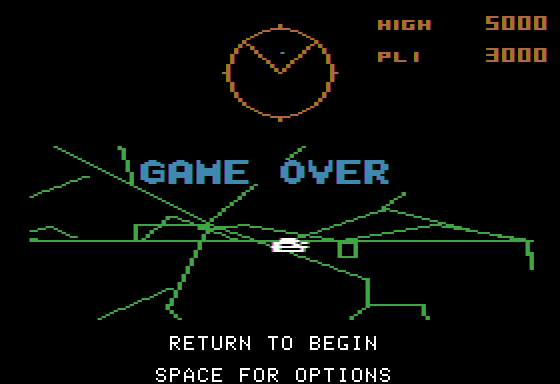 HIGH 5000
PL1 3000
GAME OVER
RETURN TO BEGIN
SPACE FOR OPTIONS